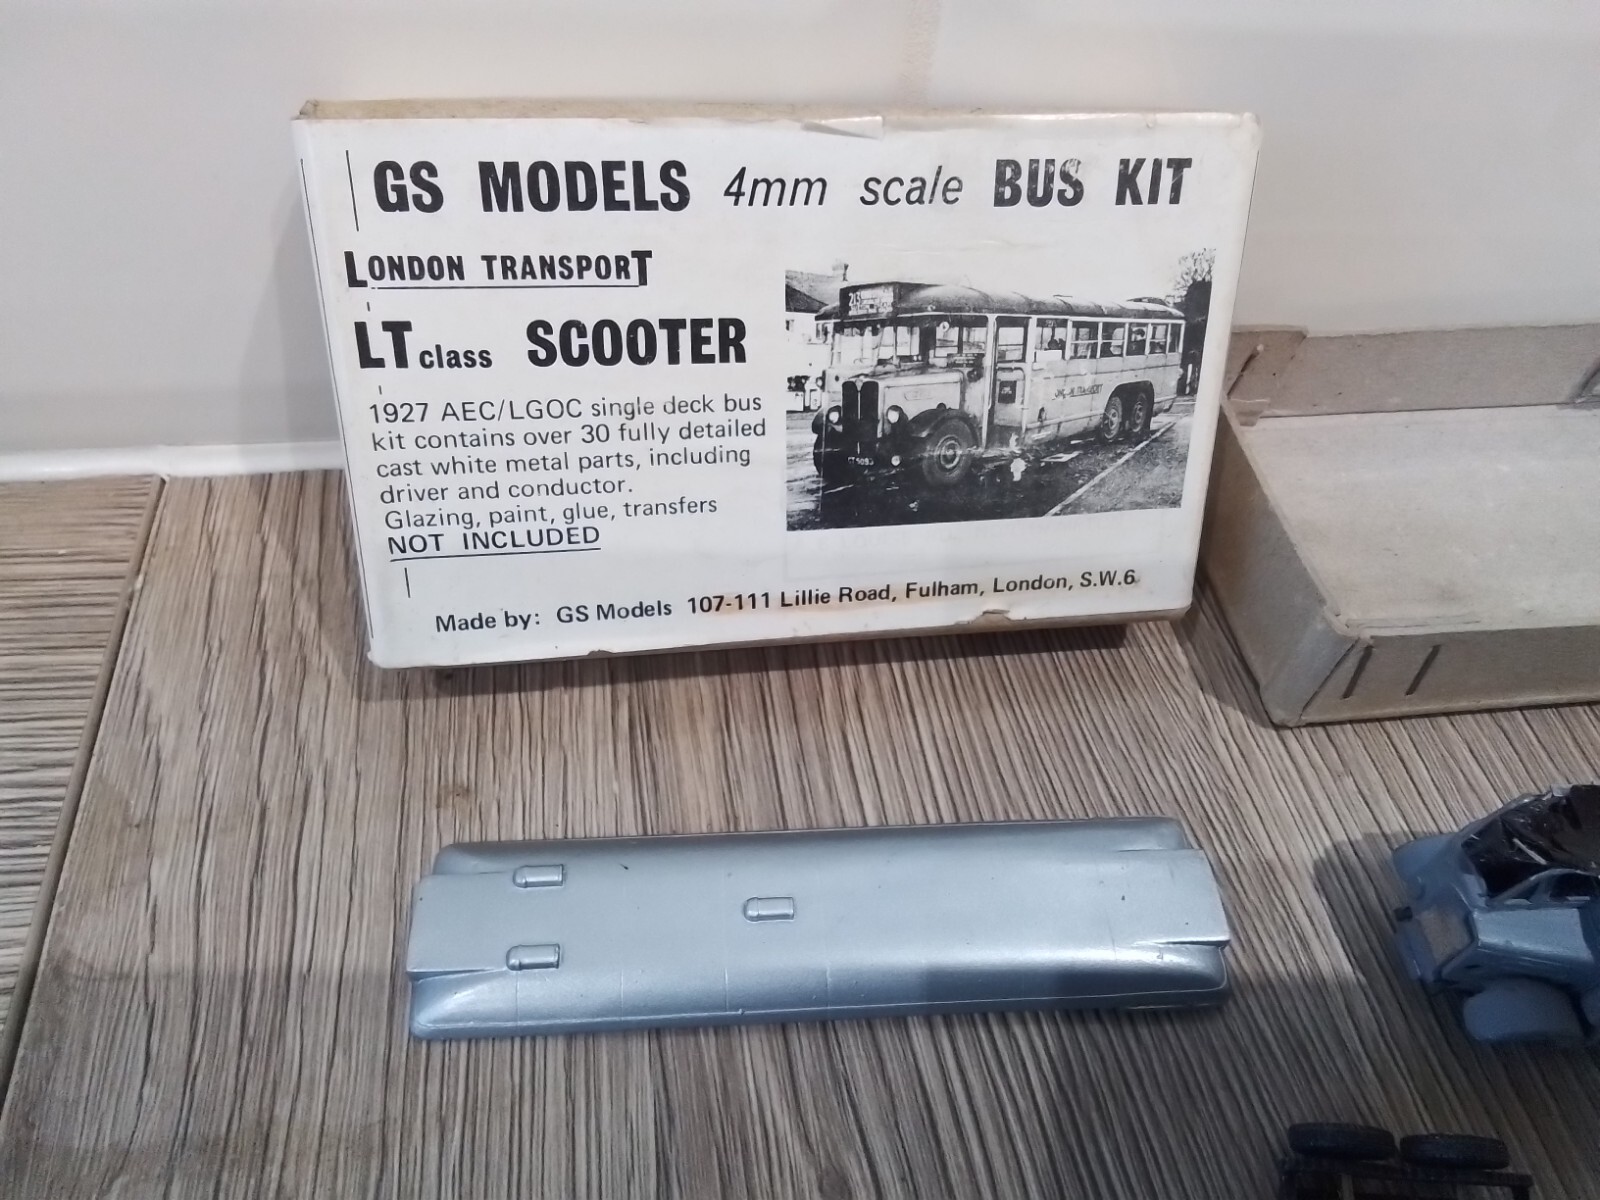 GS MODELS 4mm scale BUS KIT
LONDON TRANSPORT
LT class SCOOTER
1927 AEC/LGOC single deck bus
kit contains over 30 fully detailed
cast white metal parts, including
driver and conductor.
Glazing, paint, glue, transfers
NOT INCLUDED
Made by: GS Models 107-111 Lillie Road, Fulham, London, S.W.6
213